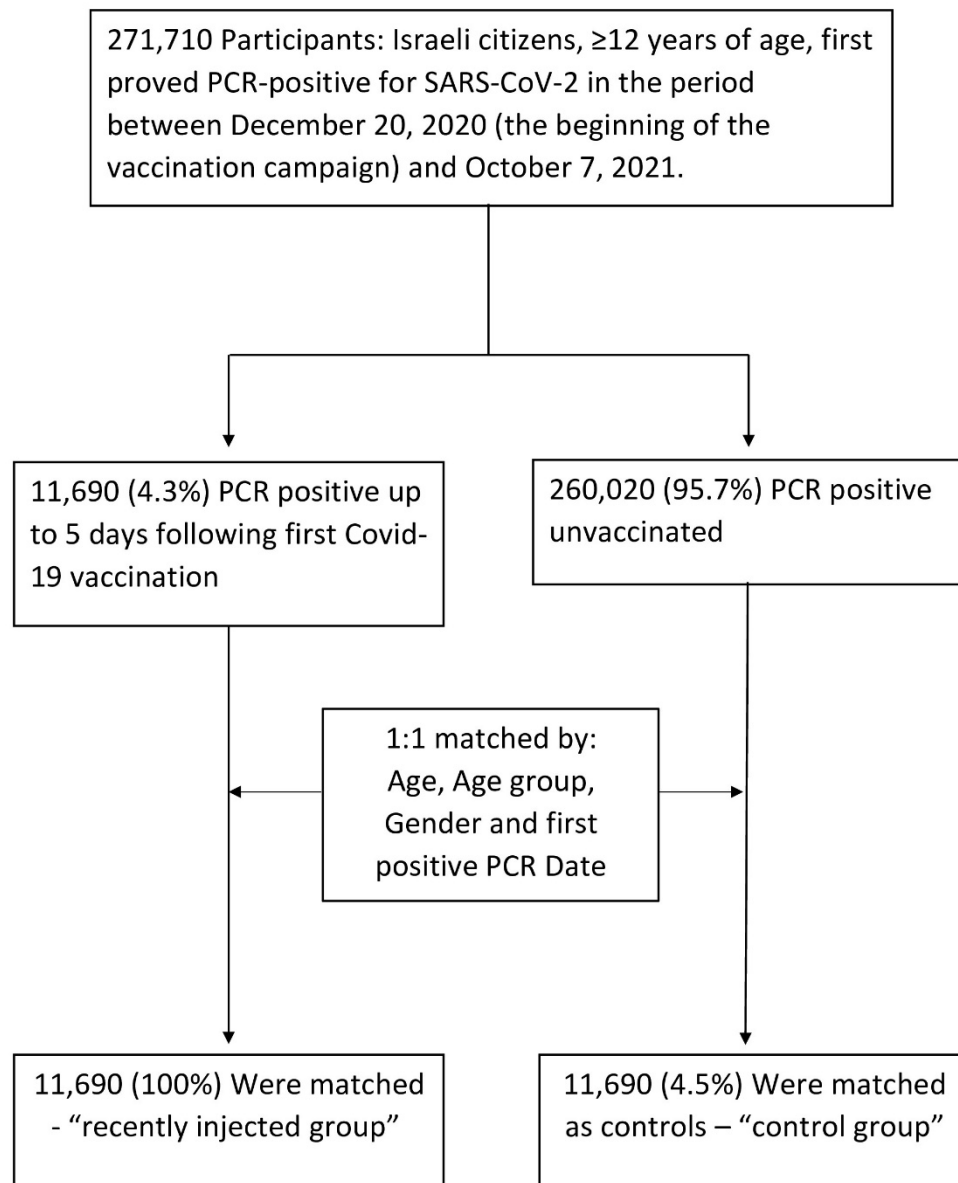 271,710 Participants: Israeli citizens, ≥12 years of age, first
proved PCR-positive for SARS-CoV-2 in the period
between December 20, 2020 (the beginning of the
vaccination campaign) and October 7, 2021.
11,690 (4.3%) PCR positive up
to 5 days following first Covid-
19 vaccination
260,020 (95.7%) PCR positive
unvaccinated
1:1 matched by:
Age, Age group,
Gender and first
positive PCR Date
11,690 (100%) Were matched
- “recently injected group”
11,690 (4.5%) Were matched
as controls – “control group”